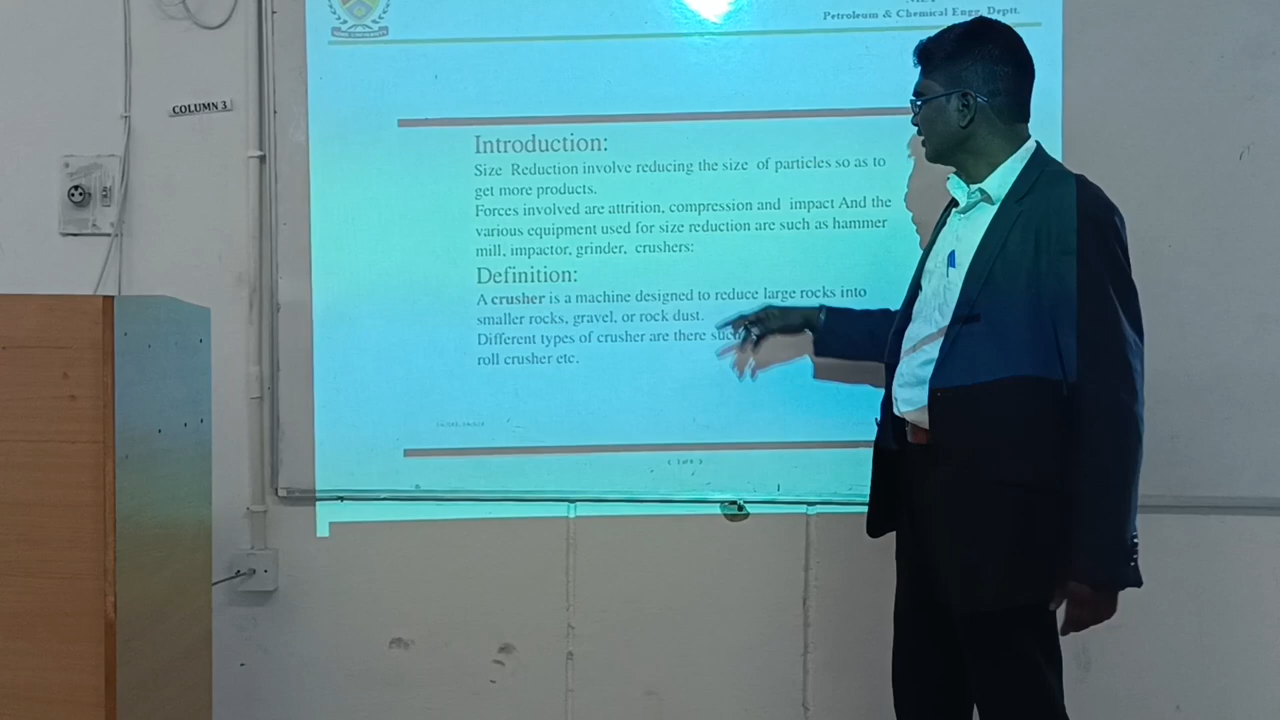 Petroleum & Chemical Engg. Deptt.
COLUMN 3
Introduction:
Size Reduction involve reducing the size of particles so as to
get more products.
Forces involved are attrition, compression and impact And the
various equipment used for size reduction are such as hammer
mill, impactor, grinder, crushers:
Definition:
A crusher is a machine designed to reduce large rocks into
smaller rocks, gravel, or rock dust.
Different types of crusher are there
roll crusher etc.